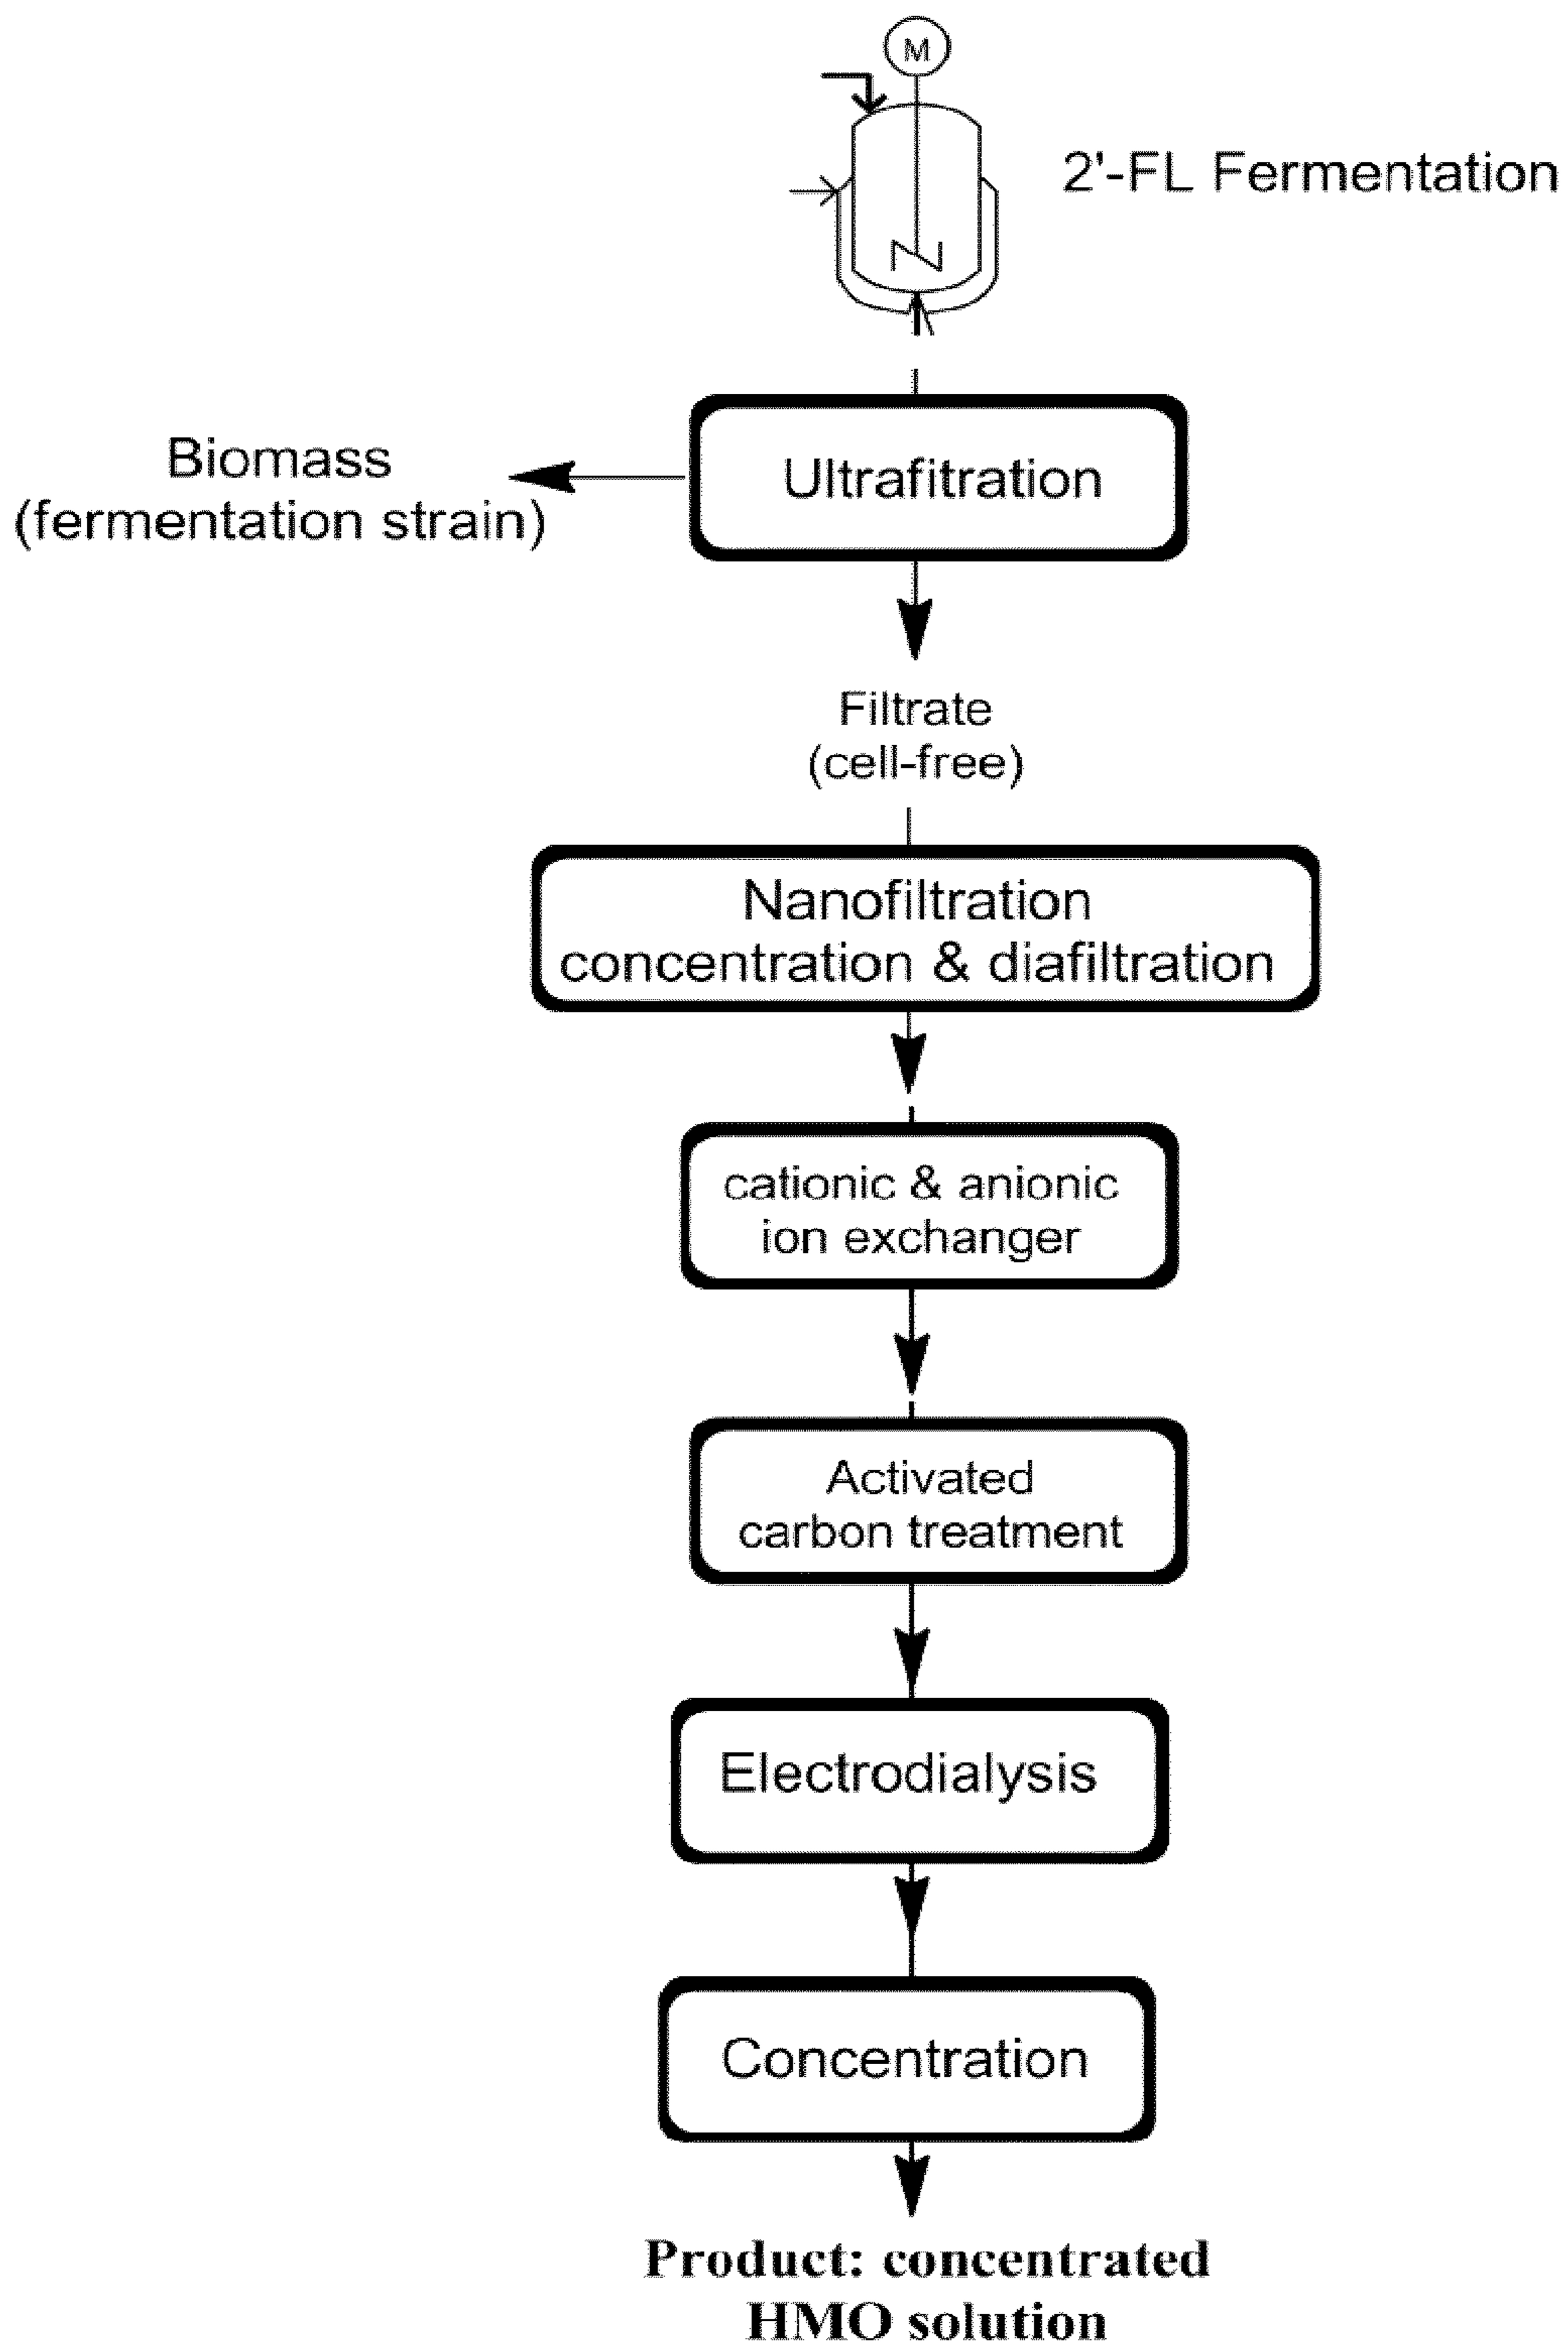 M
2'-FL Fermentation
Ultrafitration
Biomass
(fermentation strain)
Filtrate
(cell-free)
Nanofiltration
concentration & diafiltration
cationic & anionic
ion exchanger
Activated
carbon treatment
Electrodialysis
Concentration
Product: concentrated
HMO solution